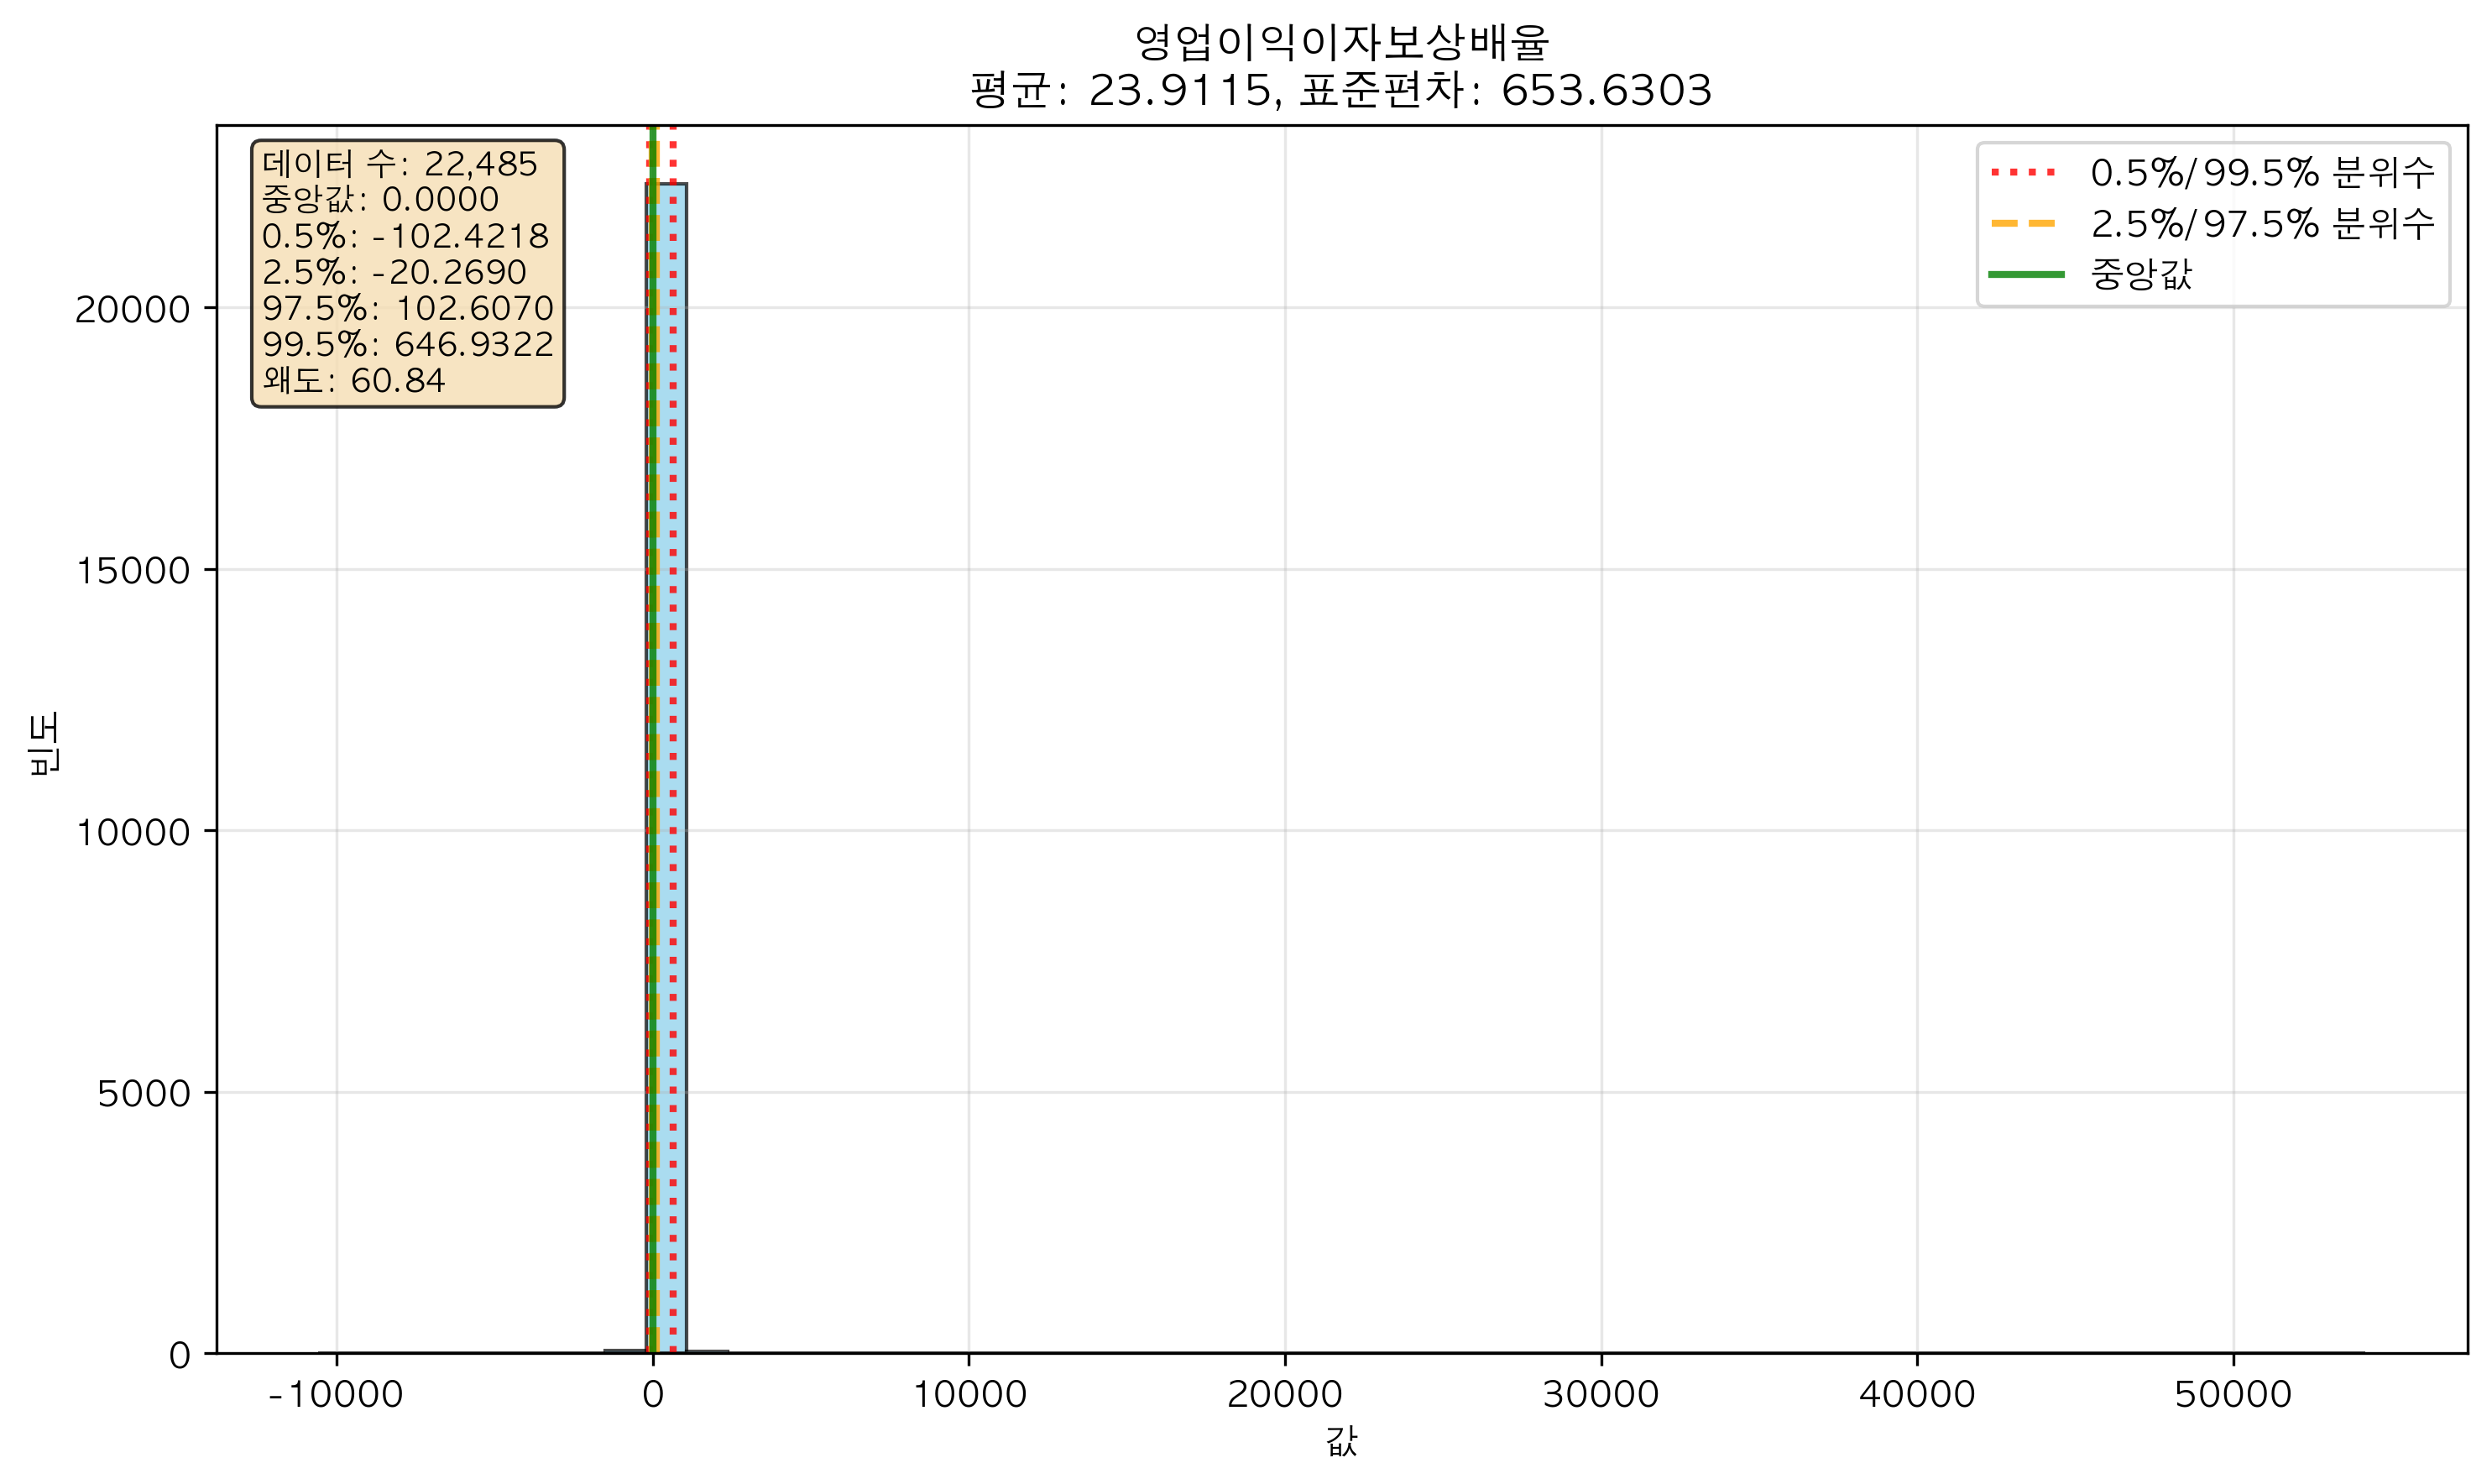 영업이익이자보상배율
평균: 23.9115, 표준편차: 653.6303
데이터 수: 22,485
중앙값: 0.0000
0.5%: -102.4218
2.5%: -20.2690
97.5%: 102.6070
99.5%: 646.9322
왜도: 60.84
0.5%/99.5% 분위수
2.5%/97.5% 분위수
중앙값
빈도
20000
15000
10000
5000
0
-10000 0 10000 20000 30000 40000 50000
값